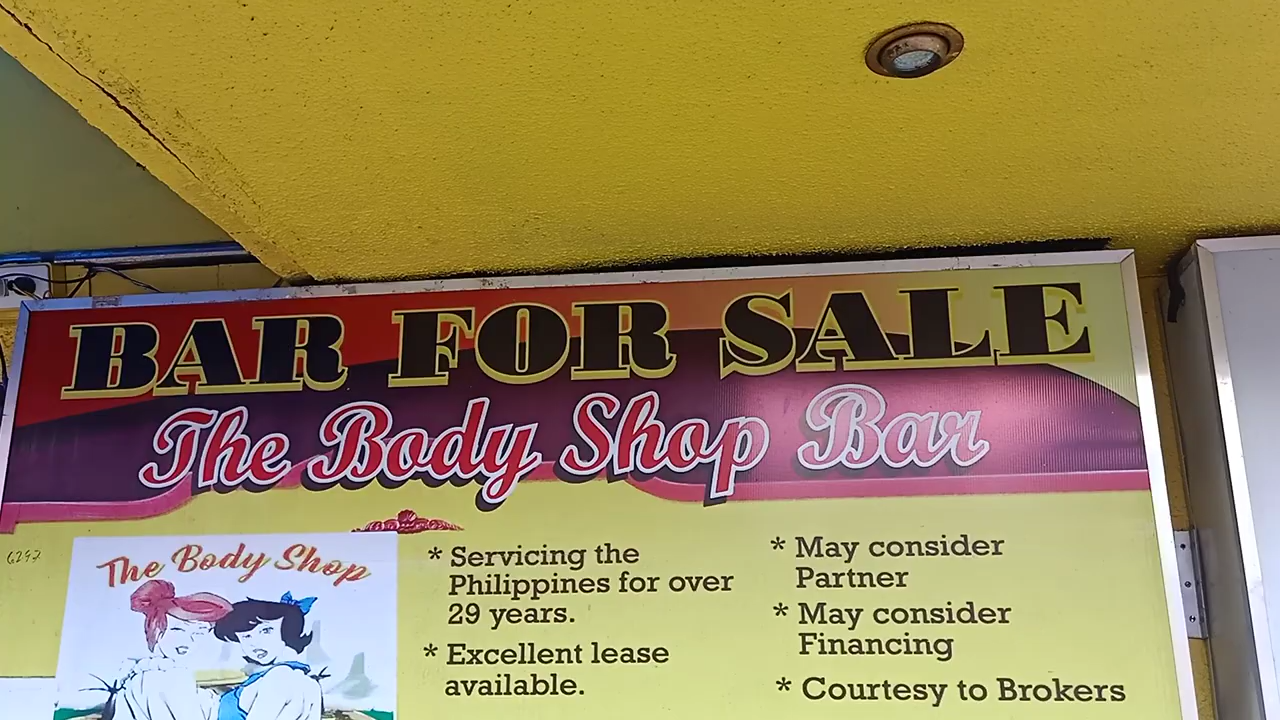 BAR FOR SALE
The Body Shop Bar
6297
The Body Shop
* Servicing the
Philippines for over
29 years.
* Excellent lease
available.
* May consider
Partner
* May consider
Financing
* Courtesy to Brokers